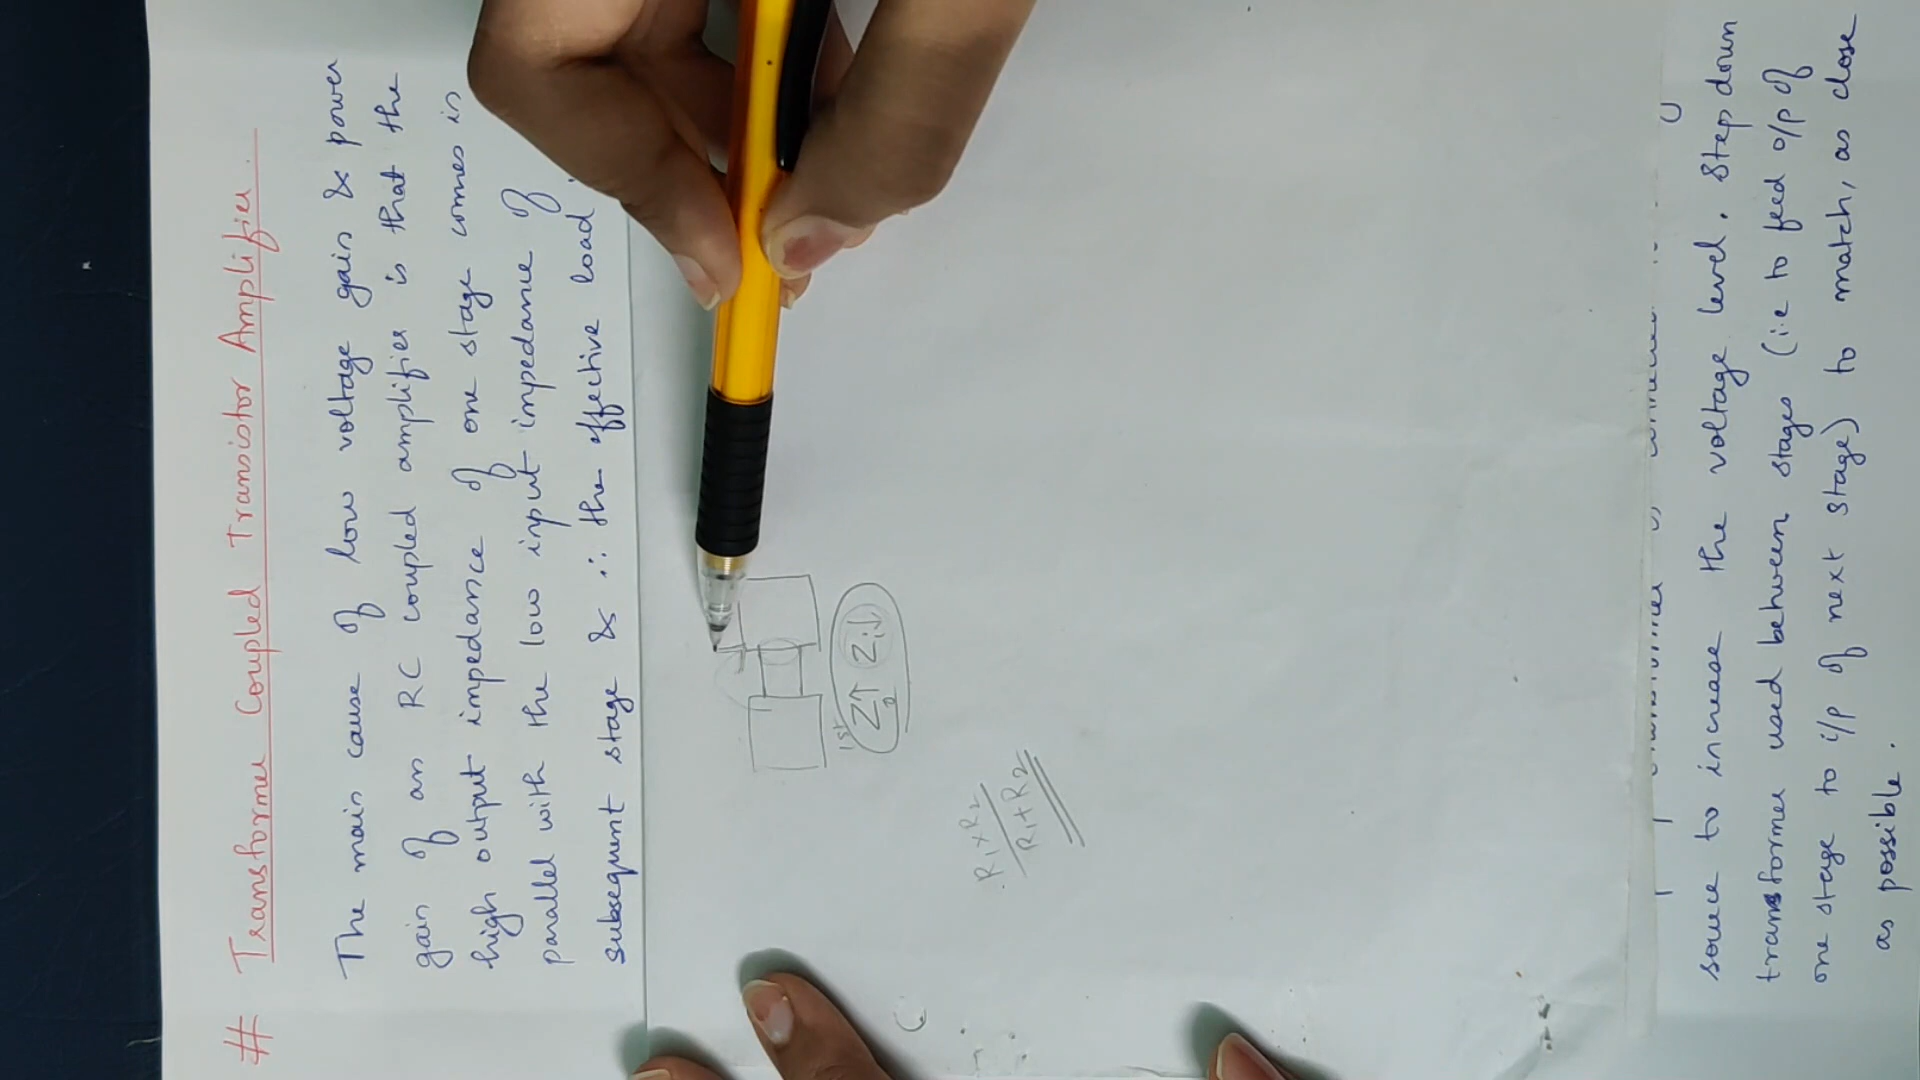 # Transformer Coupled Transistor Amplifier.
The main cause of low voltage gain & power
gain of an RC coupled amplifier is that the
high output impedance of one stage comes in
parallel with the low input impedance of
subsequent stage & ∴ the effective load.
1st
Z₀↑ Zi↓
R₁×R₂
R₁+R₂
source to increase the voltage level. Step down
transformer used between stages (i.e to feed o/p of
one stage to i/p of next stage) to match, as close
as possible.